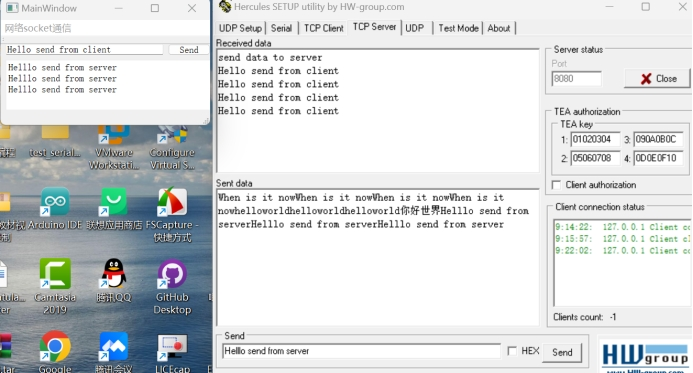 MainWindow
网络socket通信
Hello send from client
Send
Helllo send from server
Helllo send from server
Helllo send from server
test_serial...
VMware
Workstati...
Configure
Virtual S...
Arduino IDE
联想应用商店
FSCapture -
快捷方式
Camtasia
2019
腾讯QQ
GitHub
Desktop
.tar
Google
腾讯会议
LICEcap
Hercules SETUP utility by HW-group.com
UDP Setup
Serial
TCP Client
TCP Server
UDP
Test Mode
About
Received data
send data to server
Hello send from client
Hello send from client
Hello send from client
Hello send from client
Sent data
When is it nowWhen is it nowWhen is it nowWhen is it
nowhelloworldhelloworldhelloworld你好世界Helllo send from
serverHelllo send from serverHelllo send from server
Send
Helllo send from server
HEX
Send
Server status
Port
8080
Close
TEA authorization
TEA key
1: 01020304
3: 090A0B0C
2: 05060708
4: 0D0E0F10
Client authorization
Client connection status
9:14:22: 127.0.0.1 Client co
9:15:57: 127.0.0.1 Client cl
9:22:02: 127.0.0.1 Client co
Clients count: -1
HW group
www.HW-group.com